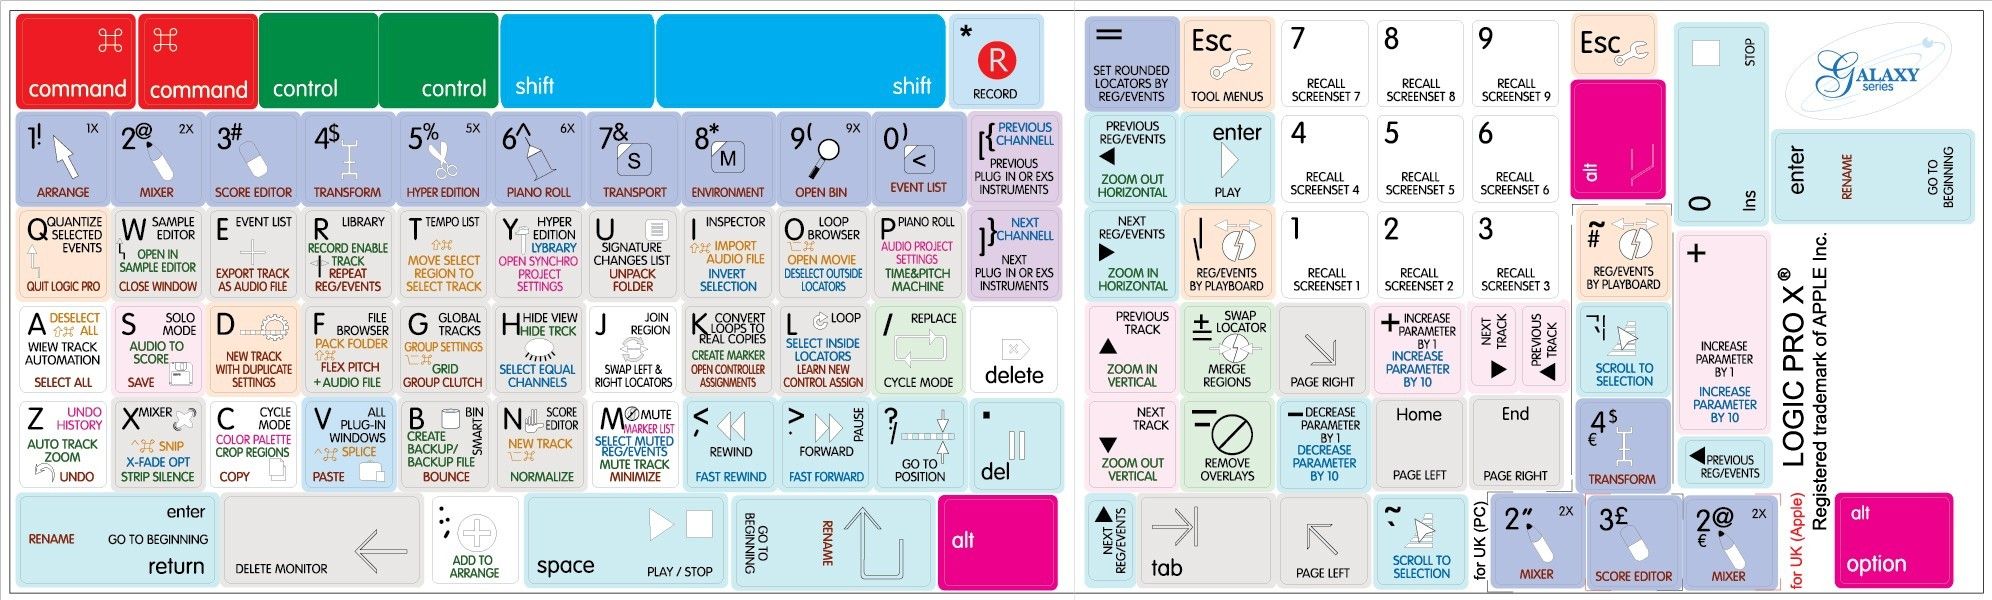 command
command
control
control
shift
shift
*
R
RECORD
=
SET ROUNDED
LOCATORS BY
REG/EVENTS
Esc
TOOL MENUS
7
RECALL
SCREENSET 7
8
RECALL
SCREENSET 8
9
RECALL
SCREENSET 9
Esc
0
Ins
STOP
GALAXY
series
1! 1X
ARRANGE
2@ 2X
MIXER
3#
SCORE EDITOR
4$
TRANSFORM
5% 5X
HYPER EDITION
6^ 6X
PIANO ROLL
7&
S
TRANSPORT
8*
M
ENVIRONMENT
9( 9X
OPEN BIN
0)
<
EVENT LIST
[{ PREVIOUS
CHANNELL
PREVIOUS
PLUG IN OR EXS
INSTRUMENTS
PREVIOUS
REG/EVENTS
ZOOM OUT
HORIZONTAL
enter
PLAY
4
RECALL
SCREENSET 4
5
RECALL
SCREENSET 5
6
RECALL
SCREENSET 6
alt
enter
RENAME
GO TO
BEGINNING
Q QUANTIZE
SELECTED
EVENTS
QUIT LOGIC PRO
W SAMPLE
EDITOR
OPEN IN
SAMPLE EDITOR
CLOSE WINDOW
E EVENT LIST
EXPORT TRACK
AS AUDIO FILE
R LIBRARY
RECORD ENABLE
TRACK
REPEAT
REG/EVENTS
T TEMPO LIST
⇧⌘
MOVE SELECT
REGION TO
SELECT TRACK
Y HYPER
EDITION
LYBRARY
OPEN SYNCHRO
PROJECT
SETTINGS
U
SIGNATURE
CHANGES LIST
UNPACK
FOLDER
I INSPECTOR
⇧⌘ IMPORT
AUDIO FILE
INVERT
SELECTION
O LOOP
BROWSER
⌥⌘
OPEN MOVIE
DESELECT OUTSIDE
LOCATORS
P PIANO ROLL
AUDIO PROJECT
SETTINGS
TIME&PITCH
MACHINE
]} NEXT
CHANNEL
NEXT
PLUG IN OR EXS
INSTRUMENTS
NEXT
REG/EVENTS
ZOOM IN
HORIZONTAL
\|
REG/EVENTS
BY PLAYBOARD
1
RECALL
SCREENSET 1
2
RECALL
SCREENSET 2
3
RECALL
SCREENSET 3
~
#
REG/EVENTS
BY PLAYBOARD
+
INCREASE
PARAMETER
BY 1
INCREASE
PARAMETER
BY 10
A DESELECT
⇧⌘ ALL
WIEW TRACK
AUTOMATION
SELECT ALL
S SOLO
MODE
AUDIO TO
SCORE
SAVE
D
NEW TRACK
WITH DUPLICATE
SETTINGS
F FILE
BROWSER
PACK FOLDER
⇧⌘
FLEX PITCH
+ AUDIO FILE
G GLOBAL
TRACKS
GROUP SETTINGS
⌥⌘
GRID
GROUP CLUTCH
H HIDE VIEW
HIDE TRCK
SELECT EQUAL
CHANNELS
J JOIN
REGION
SWAP LEFT &
RIGHT LOCATORS
K CONVERT
LOOPS TO
REAL COPIES
CREATE MARKER
OPEN CONTROLLER
ASSIGNMENTS
L LOOP
SELECT INSIDE
LOCATORS
LEARN NEW
CONTROL ASSIGN
/ REPLACE
CYCLE MODE
delete
PREVIOUS
TRACK
ZOOM IN
VERTICAL
± SWAP
LOCATOR
MERGE
REGIONS
PAGE RIGHT
+ INCREASE
PARAMETER
BY 1
INCREASE
PARAMETER
BY 10
NEXT
TRACK
PREVIOUS
TRACK
SCROLL TO
SELECTION
Z UNDO
HISTORY
AUTO TRACK
ZOOM
UNDO
X MIXER
^⌘ SNIP
X-FADE OPT
STRIP SILENCE
C CYCLE
MODE
COLOR PALETTE
CROP REGIONS
COPY
V ALL
PLUG-IN
WINDOWS
^⌘ SPLICE
PASTE
B BIN
SMARTIN
CREATE
BACKUP/
BACKUP FILE
BOUNCE
N SCORE
EDITOR
NEW TRACK
⌥⌘
NORMALIZE
M MUTE
MARKER LIST
SELECT MUTED
REG/EVENTS
MUTE TRACK
MINIMIZE
< ,
REWIND
FAST REWIND
> .
PAUSE
FORWARD
FAST FORWARD
? /
GO TO
POSITION
.
del
NEXT
TRACK
ZOOM OUT
VERTICAL
−
REMOVE
OVERLAYS
− DECREASE
PARAMETER
BY 1
DECREASE
PARAMETER
BY 10
Home
PAGE LEFT
End
PAGE RIGHT
4$
€
TRANSFORM
PREVIOUS
REG/EVENTS
LOGIC PRO X®
Registered trademark of APPLE Inc.
enter
RENAME GO TO BEGINNING
return
DELETE MONITOR
: ;
ADD TO
ARRANGE
space
PLAY / STOP
GO TO
BEGINNING
RENAME
alt
NEXT
REG/EVENTS
tab
PAGE LEFT
~
SCROLL TO
SELECTION
for UK (PC)
2" 2X
MIXER
3£
SCORE EDITOR
2@ 2X
€
MIXER
for UK (Apple)
alt
option